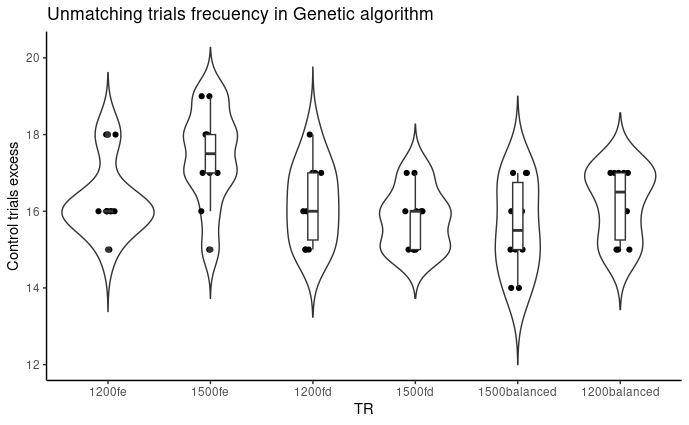 Unmatching trials frecuency in Genetic algorithm
20
18
16
14
12
Control trials excess
1200fe 1500fe 1200fd 1500fd 1500balanced 1200balanced
TR